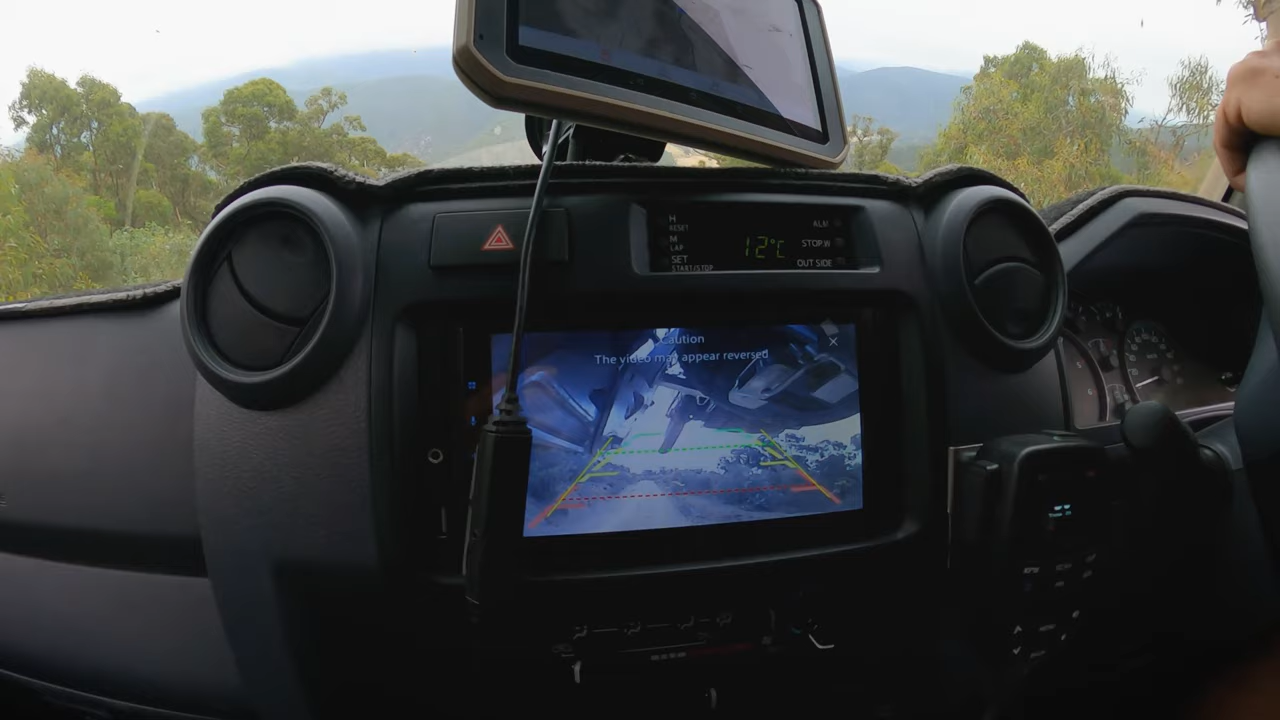 H
RESET
M
LAP
SET
START/STOP
12°C
ALM
STOP.W
OUT SIDE
Caution
The video may appear reversed